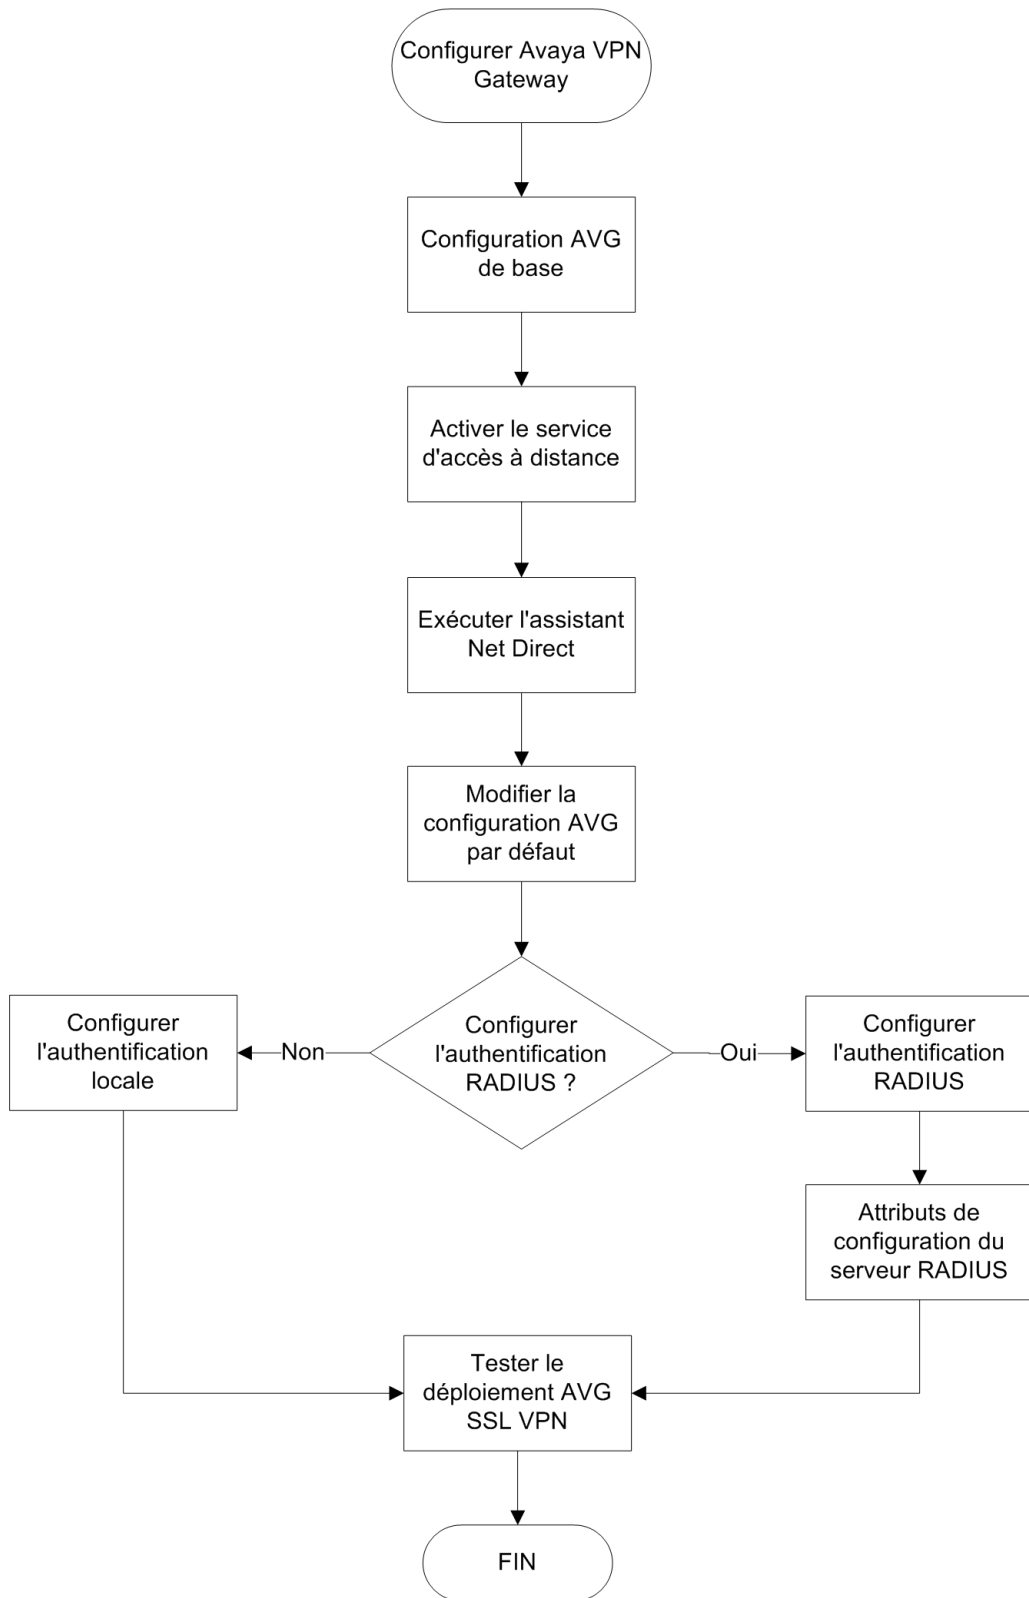 Configurer Avaya VPN
Gateway
Configuration AVG
de base
Activer le service
d'accès à distance
Exécuter l'assistant
Net Direct
Modifier la
configuration AVG
par défaut
Configurer
l'authentification
locale
Non
Configurer
l'authentification
RADIUS ?
Oui
Configurer
l'authentification
RADIUS
Attributs de
configuration du
serveur RADIUS
Tester le
déploiement AVG
SSL VPN
FIN